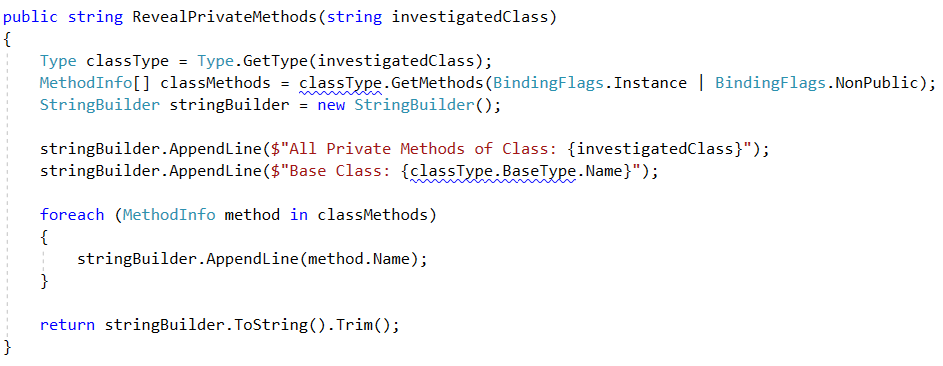 public string RevealPrivateMethods(string investigatedClass)
{
    Type classType = Type.GetType(investigatedClass);
    MethodInfo[] classMethods = classType.GetMethods(BindingFlags.Instance | BindingFlags.NonPublic);
    StringBuilder stringBuilder = new StringBuilder();

    stringBuilder.AppendLine($"All Private Methods of Class: {investigatedClass}");
    stringBuilder.AppendLine($"Base Class: {classType.BaseType.Name}");

    foreach (MethodInfo method in classMethods)
    {
        stringBuilder.AppendLine(method.Name);
    }

    return stringBuilder.ToString().Trim();
}